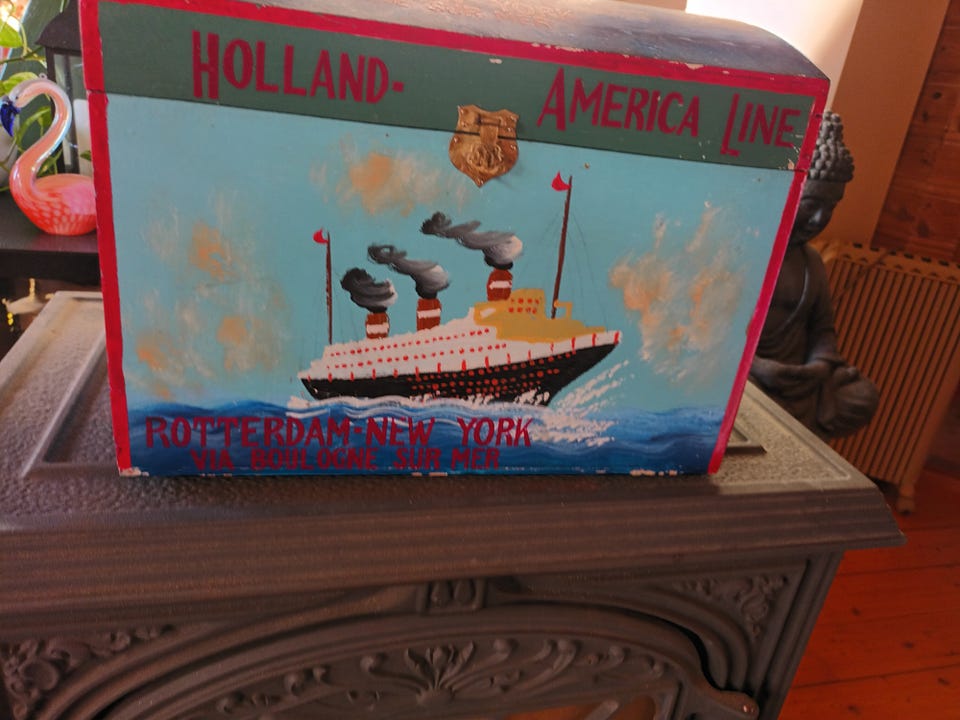 HOLLAND- AMERICA LINE
ROTTERDAM-NEW YORK
VIA BOULOGNE SUR MER